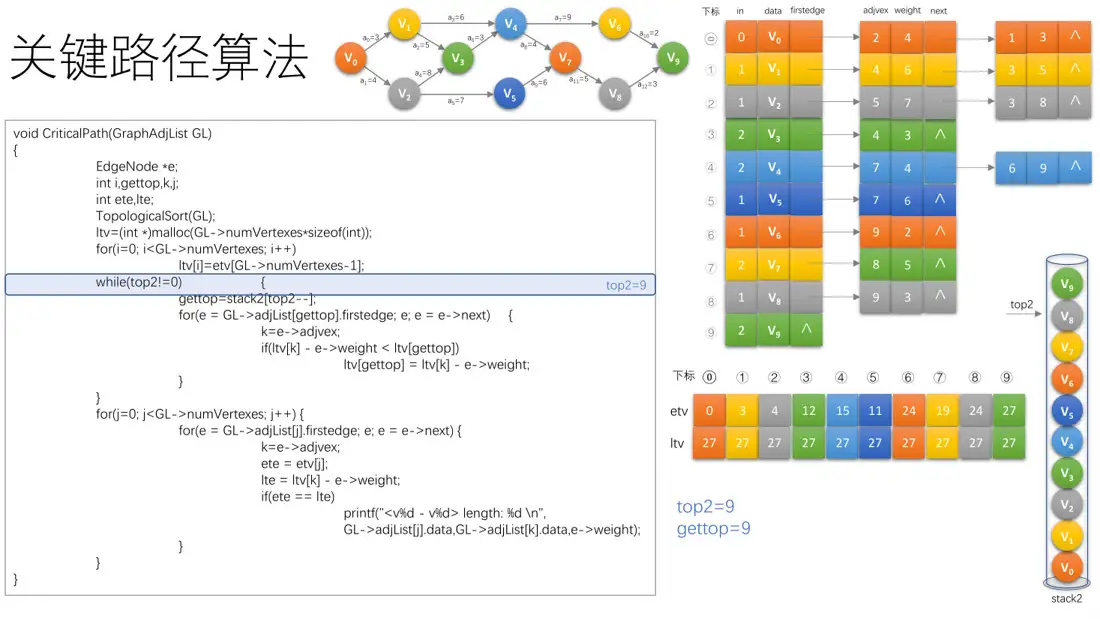 关键路径算法
V₁ a₃=6 V₄ a₇=9 V₆
a₀=3 a₂=5 a₆=3 a₈=4 a₁₀=2
V₀ V₃ V₇ V₉
a₁=4 a₄=8 a₉=6 a₁₁=5 a₁₂=3
V₂ a₅=7 V₅ V₈
void CriticalPath(GraphAdjList GL)
{
EdgeNode *e;
int i,gettop,k,j;
int ete,lte;
TopologicalSort(GL);
ltv=(int *)malloc(GL->numVertexes*sizeof(int));
for(i=0; i<GL->numVertexes; i++)
ltv[i]=etv[GL->numVertexes-1];
while(top2!=0) { top2=9
gettop=stack2[top2--];
for(e = GL->adjList[gettop].firstedge; e; e = e->next) {
k=e->adjvex;
if(ltv[k] - e->weight < ltv[gettop])
ltv[gettop] = ltv[k] - e->weight;
}
}
for(j=0; j<GL->numVertexes; j++) {
for(e = GL->adjList[j].firstedge; e; e = e->next) {
k=e->adjvex;
ete = etv[j];
lte = ltv[k] - e->weight;
if(ete == lte)
printf("<v%d - v%d> length: %d \n",
GL->adjList[j].data,GL->adjList[k].data,e->weight);
}
}
}
下标 in data firstedge adjvex weight next
⓪ 0 V₀ 2 4 1 3 ^
① 1 V₁ 4 6 3 5 ^
② 1 V₂ 5 7 3 8 ^
③ 2 V₃ 4 3 ^
④ 2 V₄ 7 4 6 9 ^
⑤ 1 V₅ 7 6 ^
⑥ 1 V₆ 9 2 ^
⑦ 2 V₇ 8 5 ^
⑧ 1 V₈ 9 3 ^
⑨ 2 V₉ ^
下标 ⓪ ① ② ③ ④ ⑤ ⑥ ⑦ ⑧ ⑨
etv 0 3 4 12 15 11 24 19 24 27
ltv 27 27 27 27 27 27 27 27 27 27
top2=9
gettop=9
top2
V₉
V₈
V₇
V₆
V₅
V₄
V₃
V₂
V₁
V₀
stack2